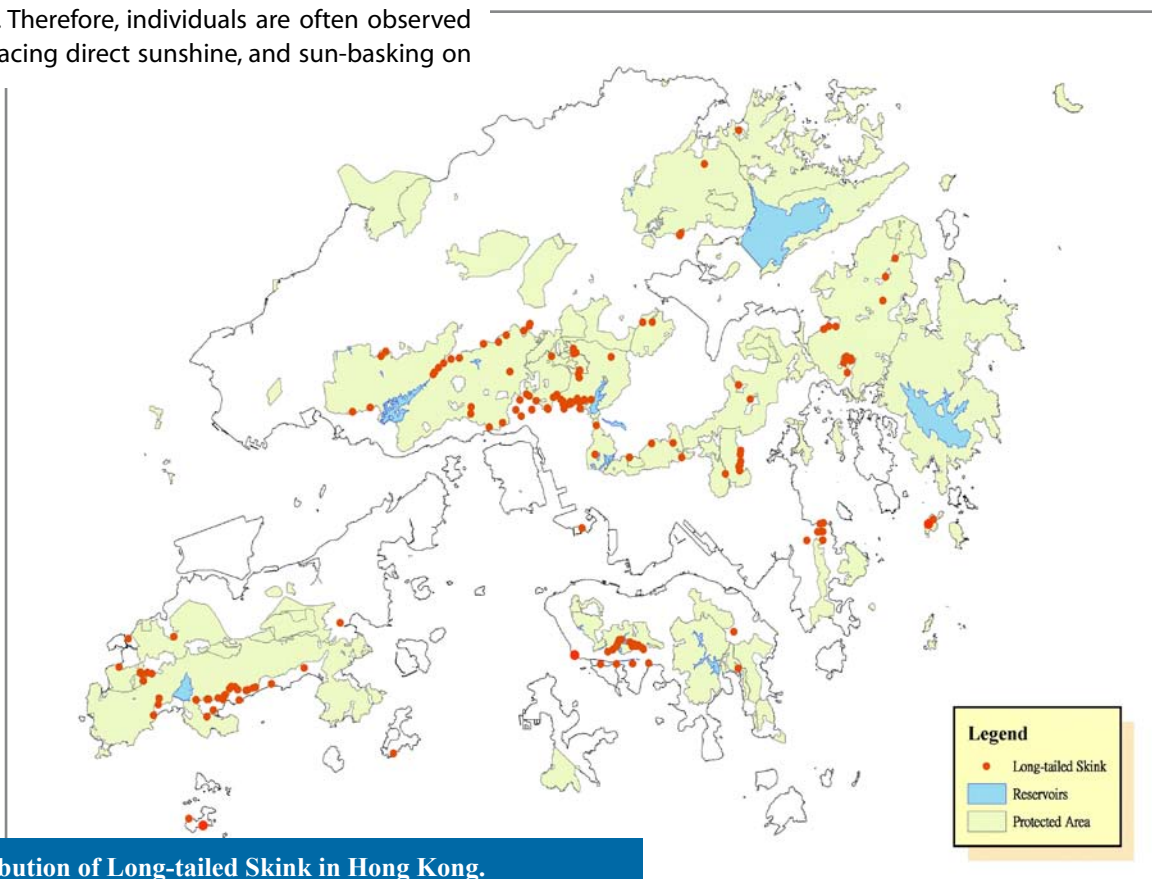 . Therefore, individuals are often observed
acing direct sunshine, and sun-basking on
Legend
Long-tailed Skink
Reservoirs
Protected Area
bution of Long-tailed Skink in Hong Kong.